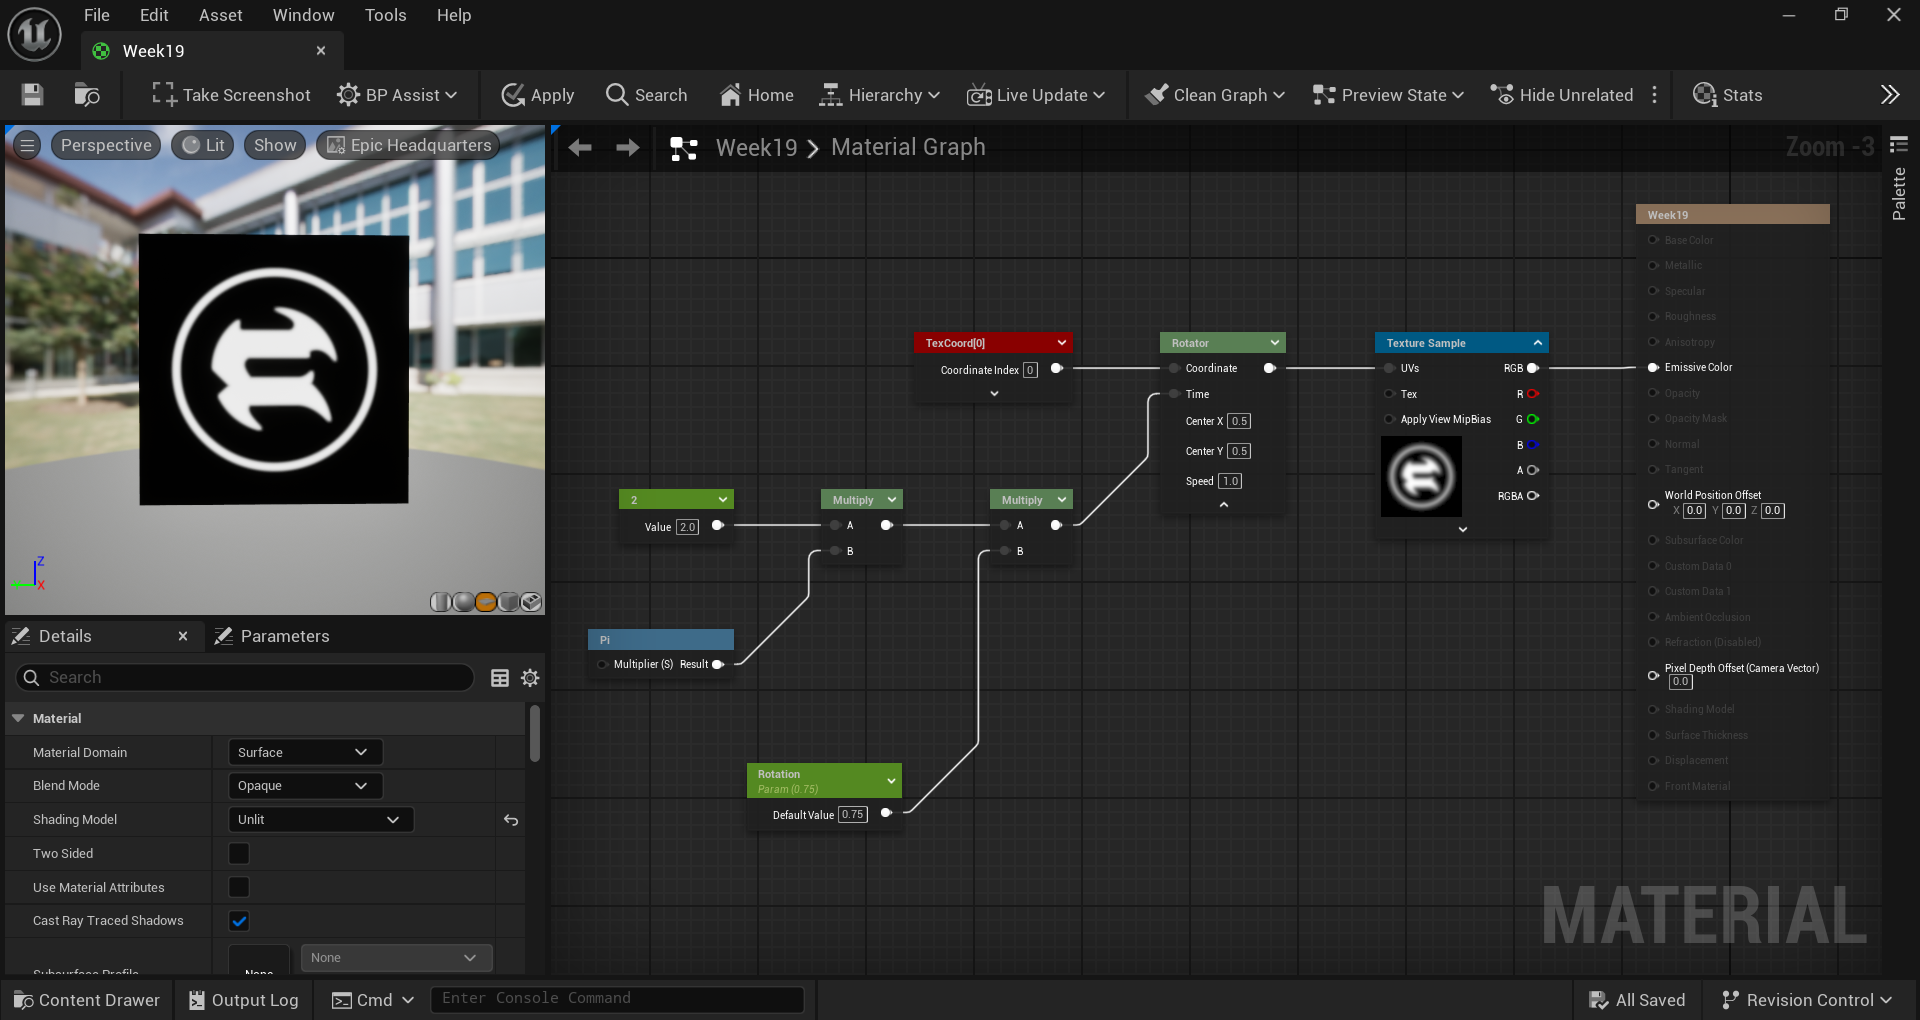 File Edit Asset Window Tools Help
Week19
Take Screenshot BP Assist Apply Search Home Hierarchy Live Update Clean Graph Preview State Hide Unrelated Stats
Perspective Lit Show Epic Headquarters
Week19 Material Graph
Zoom -3
Palette
Z
X
TexCoord[0]
Coordinate Index 0
Rotator
Coordinate
Time
Center X 0.5
Center Y 0.5
Speed 1.0
Texture Sample
UVs RGB
Tex R
Apply View MipBias G
B
A
RGBA
2
Value 2.0
Multiply
A
B
Multiply
A
B
Pi
Multiplier (S) Result
Rotation
Param (0.75)
Default Value 0.75
Week19
Base Color
Metallic
Specular
Roughness
Anisotropy
Emissive Color
Opacity
Opacity Mask
Normal
Tangent
World Position Offset
X 0.0 Y 0.0 Z 0.0
Subsurface Color
Custom Data 0
Custom Data 1
Ambient Occlusion
Refraction (Disabled)
Pixel Depth Offset (Camera Vector)
0.0
Shading Model
Surface Thickness
Displacement
Front Material
MATERIAL
Details Parameters
Search
Material
Material Domain Surface
Blend Mode Opaque
Shading Model Unlit
Two Sided
Use Material Attributes
Cast Ray Traced Shadows
Subsurface Profile None None
Content Drawer Output Log Cmd Enter Console Command All Saved Revision Control